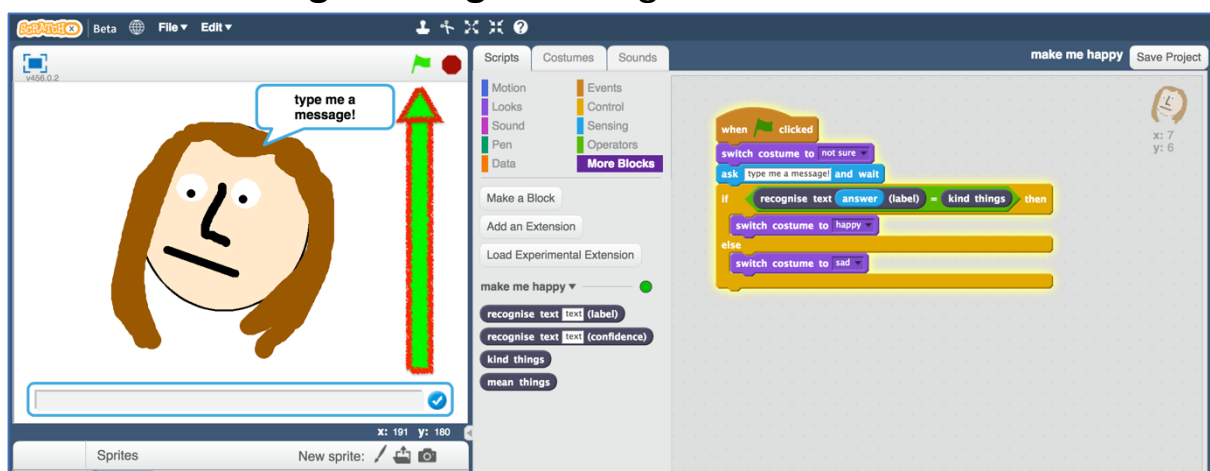 SCRATCHX Beta File▼ Edit▼
v456.0.2
type me a
message!
x: 191 y: 180
Sprites New sprite:
Scripts Costumes Sounds
Motion Events
Looks Control
Sound Sensing
Pen Operators
Data More Blocks
Make a Block
Add an Extension
Load Experimental Extension
make me happy▼
recognise text text (label)
recognise text text (confidence)
kind things
mean things
make me happy Save Project
when clicked
switch costume to not sure
ask type me a message! and wait
if recognise text answer (label) = kind things then
switch costume to happy
else
switch costume to sad
x: 7
y: 6